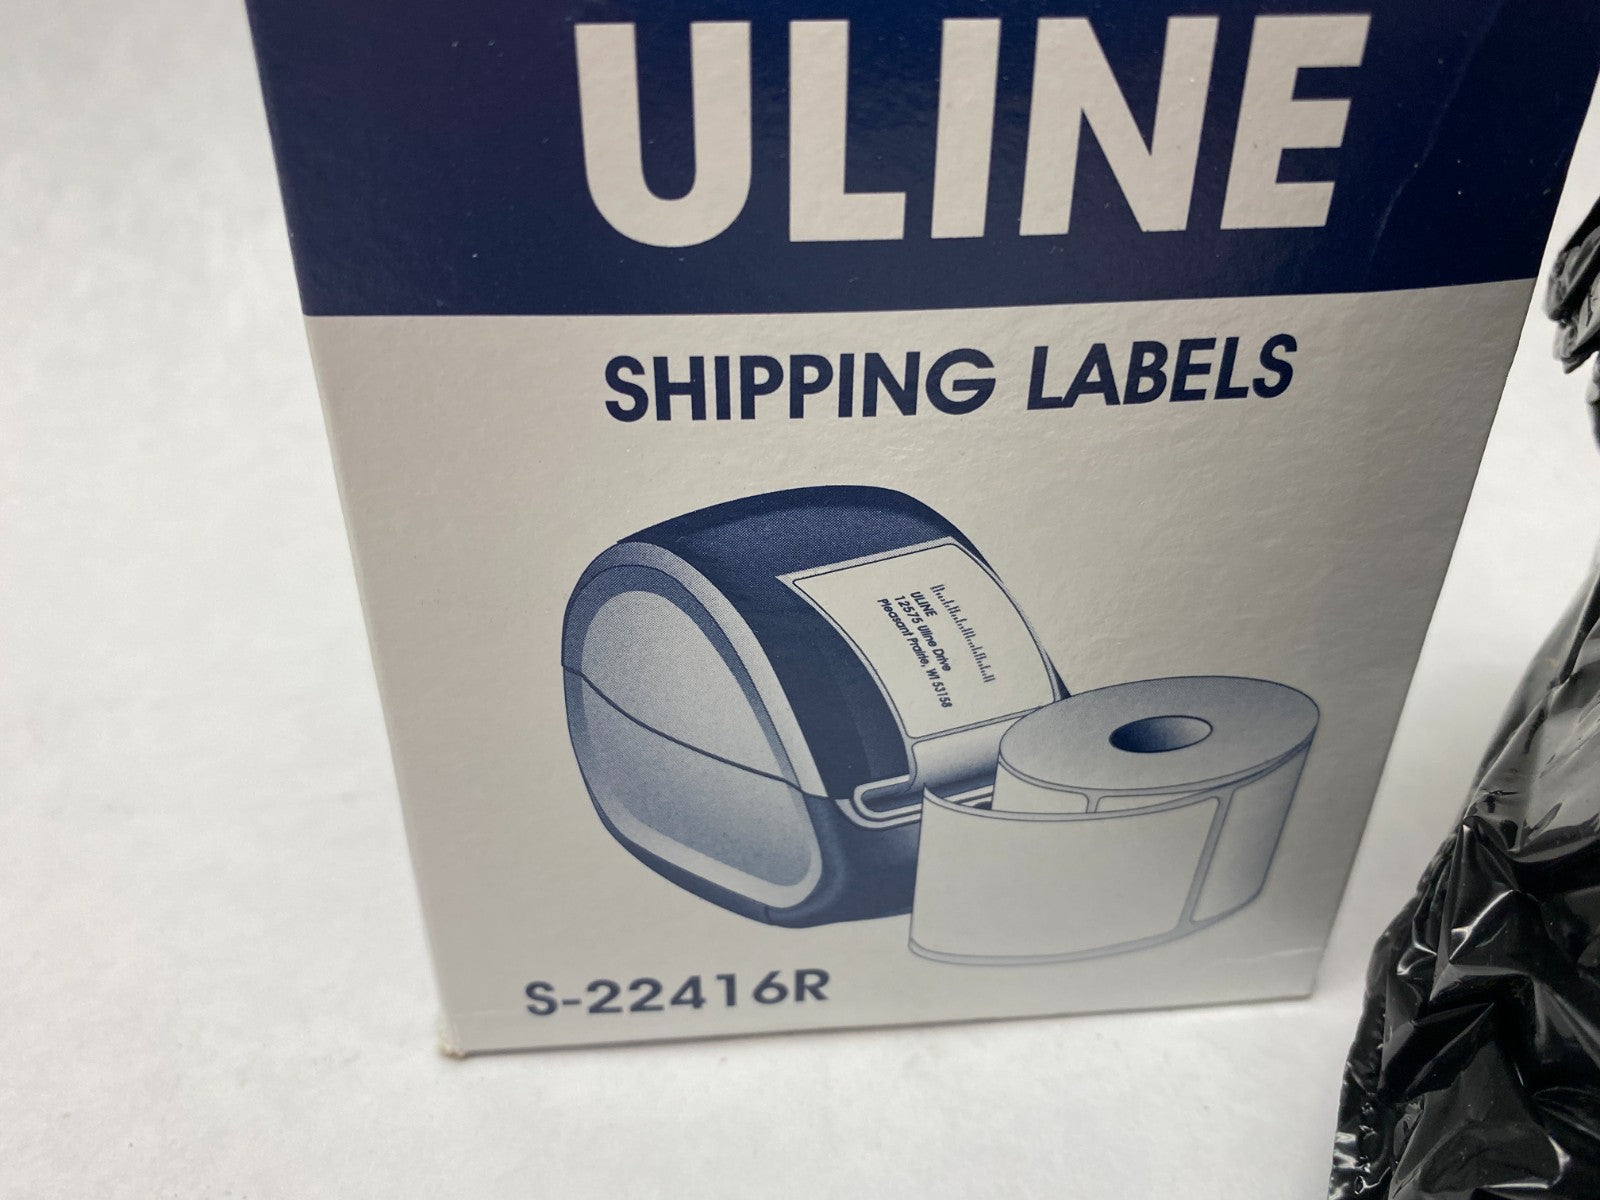 ULINE
SHIPPING LABELS
ULINE
12575 Uline Drive
Pleasant Prairie, WI 53158
S-22416R